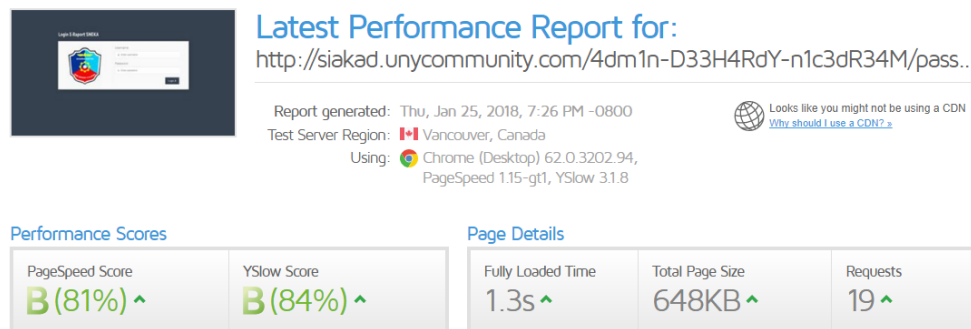 Login E-Report SMEKA
Latest Performance Report for:
http://siakad.unycommunity.com/4dm1n-D33H4RdY-n1c3dR34M/pass..
Report generated: Thu, Jan 25, 2018, 7:26 PM -0800
Test Server Region: Vancouver, Canada
Using: Chrome (Desktop) 62.0.3202.94,
PageSpeed 1.15-gt1, YSlow 3.1.8
Looks like you might not be using a CDN
Why should I use a CDN? »
Performance Scores
PageSpeed Score
B (81%)
YSlow Score
B (84%)
Page Details
Fully Loaded Time
1.3s
Total Page Size
648KB
Requests
19